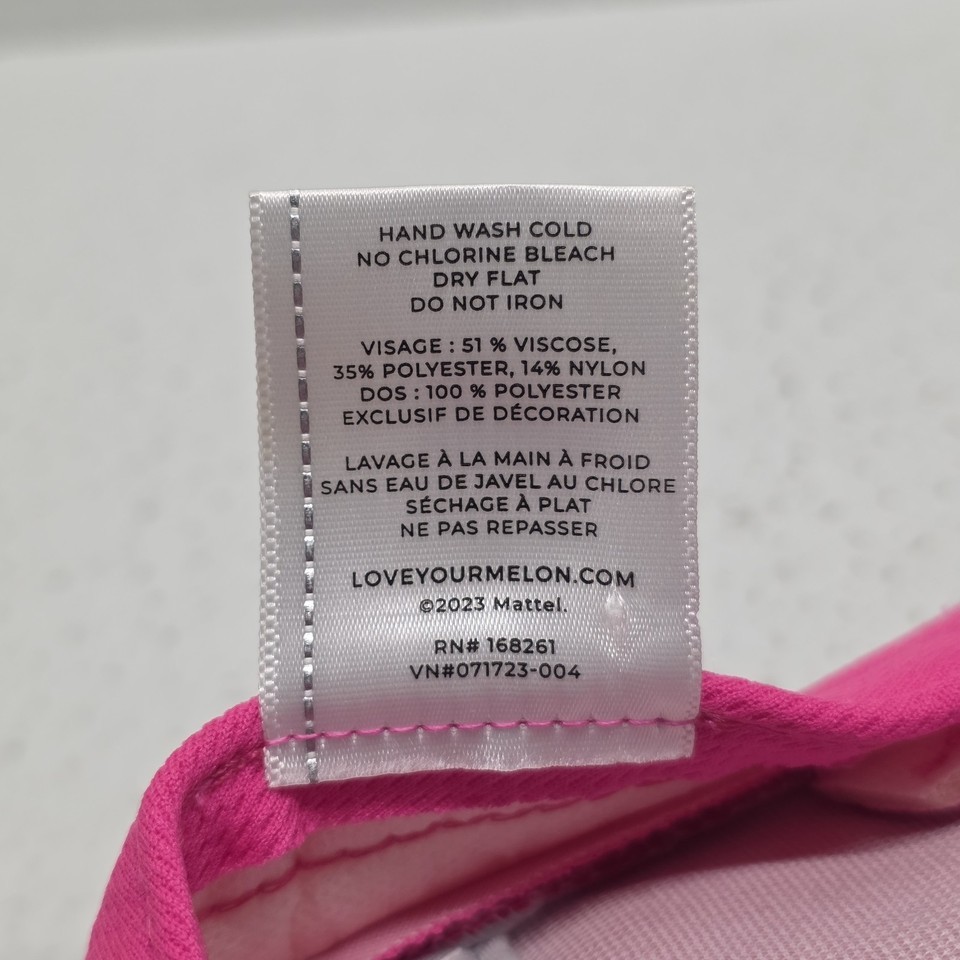 HAND WASH COLD
NO CHLORINE BLEACH
DRY FLAT
DO NOT IRON
VISAGE : 51 % VISCOSE,
35% POLYESTER, 14% NYLON
DOS : 100 % POLYESTER
EXCLUSIF DE DÉCORATION
LAVAGE À LA MAIN À FROID
SANS EAU DE JAVEL AU CHLORE
SÉCHAGE À PLAT
NE PAS REPASSER
LOVEYOURMELON.COM
©2023 Mattel.
RN# 168261
VN#071723-004